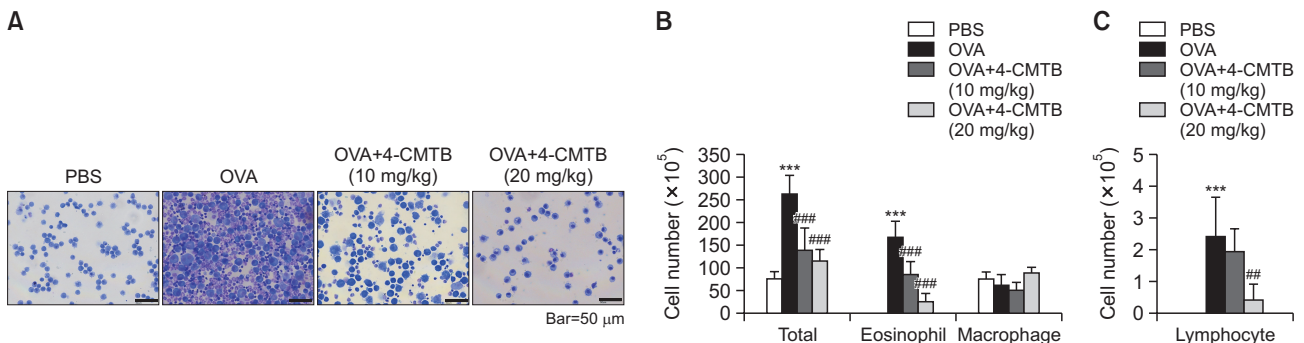 A
PBS
OVA
OVA+4-CMTB
(10 mg/kg)
OVA+4-CMTB
(20 mg/kg)
Bar=50 μm
B
PBS
OVA
OVA+4-CMTB
(10 mg/kg)
OVA+4-CMTB
(20 mg/kg)
Cell number (×10⁵)
350
300
250
200
150
100
50
0
***
###
###
***
###
###
Total
Eosinophil
Macrophage
C
PBS
OVA
OVA+4-CMTB
(10 mg/kg)
OVA+4-CMTB
(20 mg/kg)
Cell number (×10⁵)
5
4
3
2
1
0
***
##
Lymphocyte